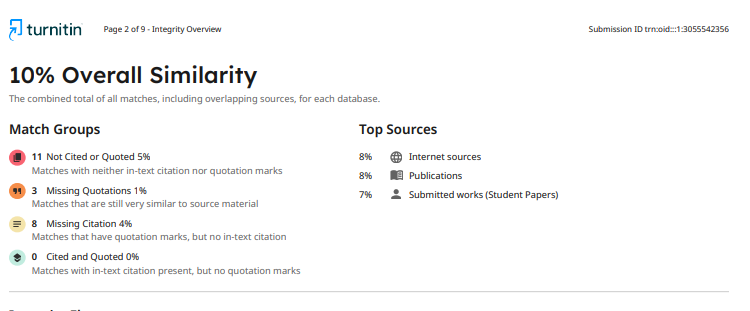 turnitin Page 2 of 9 - Integrity Overview Submission ID trn:oid:::1:3055542356
10% Overall Similarity
The combined total of all matches, including overlapping sources, for each database.
Match Groups
11 Not Cited or Quoted 5%
Matches with neither in-text citation nor quotation marks
3 Missing Quotations 1%
Matches that are still very similar to source material
8 Missing Citation 4%
Matches that have quotation marks, but no in-text citation
0 Cited and Quoted 0%
Matches with in-text citation present, but no quotation marks
Top Sources
8% Internet sources
8% Publications
7% Submitted works (Student Papers)